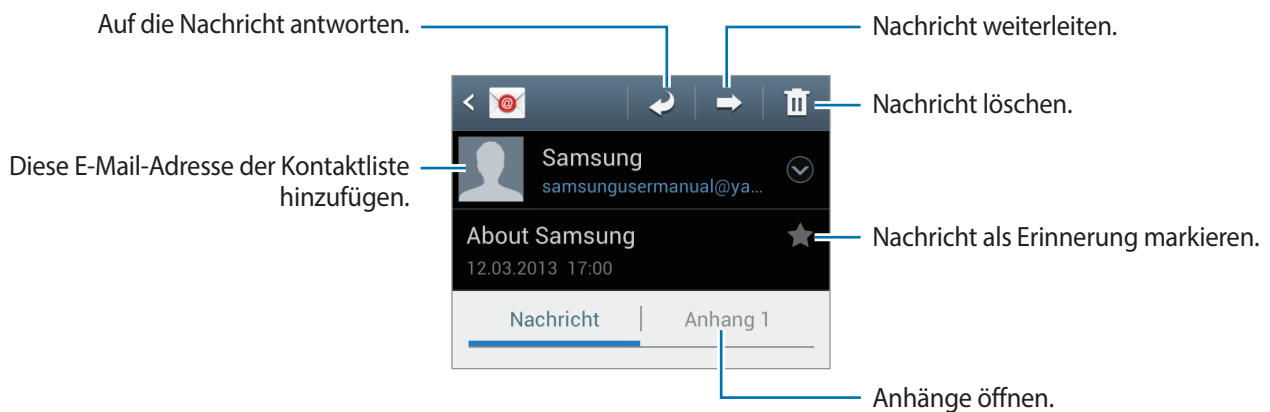 Auf die Nachricht antworten.
Nachricht weiterleiten.
Nachricht löschen.
Diese E-Mail-Adresse der Kontaktliste
hinzufügen.
Samsung
samsungusermanual@ya...
About Samsung
12.03.2013 17:00
Nachricht als Erinnerung markieren.
Nachricht
Anhang 1
Anhänge öffnen.